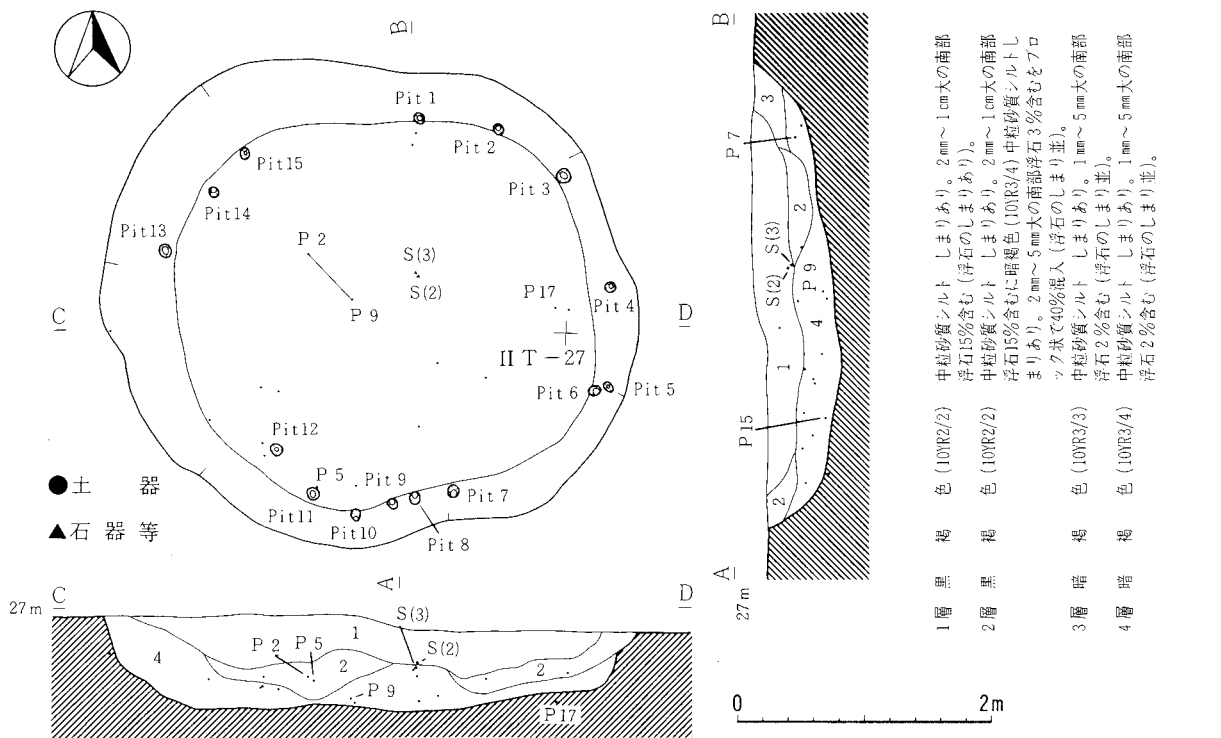 B
Pit 1
Pit 2
Pit15
Pit 3
Pit14
Pit13
P 2
S(3)
S(2)
P17
Pit 4
P 9
C
D
II T-27
Pit 6
Pit 5
Pit12
P 5
Pit 9
Pit 7
Pit11
Pit10
Pit 8
●土 器
▲石 器 等
A
27m
C
D
S(3)
1
P 2
P 5
S(2)
4
2
2
P 9
P17
B
3
P 7
2
S(3)
S(2)
P 9
4
1
P15
2
A
27m
0
2m
1層 黒 褐 色 (10YR2/2) 中粒砂質シルト しまりあり。2mm～1cm大の南部
浮石15%含む (浮石のしまりあり)。
2層 黒 褐 色 (10YR2/2) 中粒砂質シルト しまりあり。2mm～1cm大の南部
浮石15%含むに暗褐色 (10YR3/4) 中粒砂質シルトし
まりあり。2mm～5mm大の南部浮石3%含むをブロ
ック状で40%混入 (浮石のしまり並)。
3層 暗 褐 色 (10YR3/3) 中粒砂質シルト しまりあり。1mm～5mm大の南部
浮石2%含む (浮石のしまり並)。
4層 暗 褐 色 (10YR3/4) 中粒砂質シルト しまりあり。1mm～5mm大の南部
浮石2%含む (浮石のしまり並)。